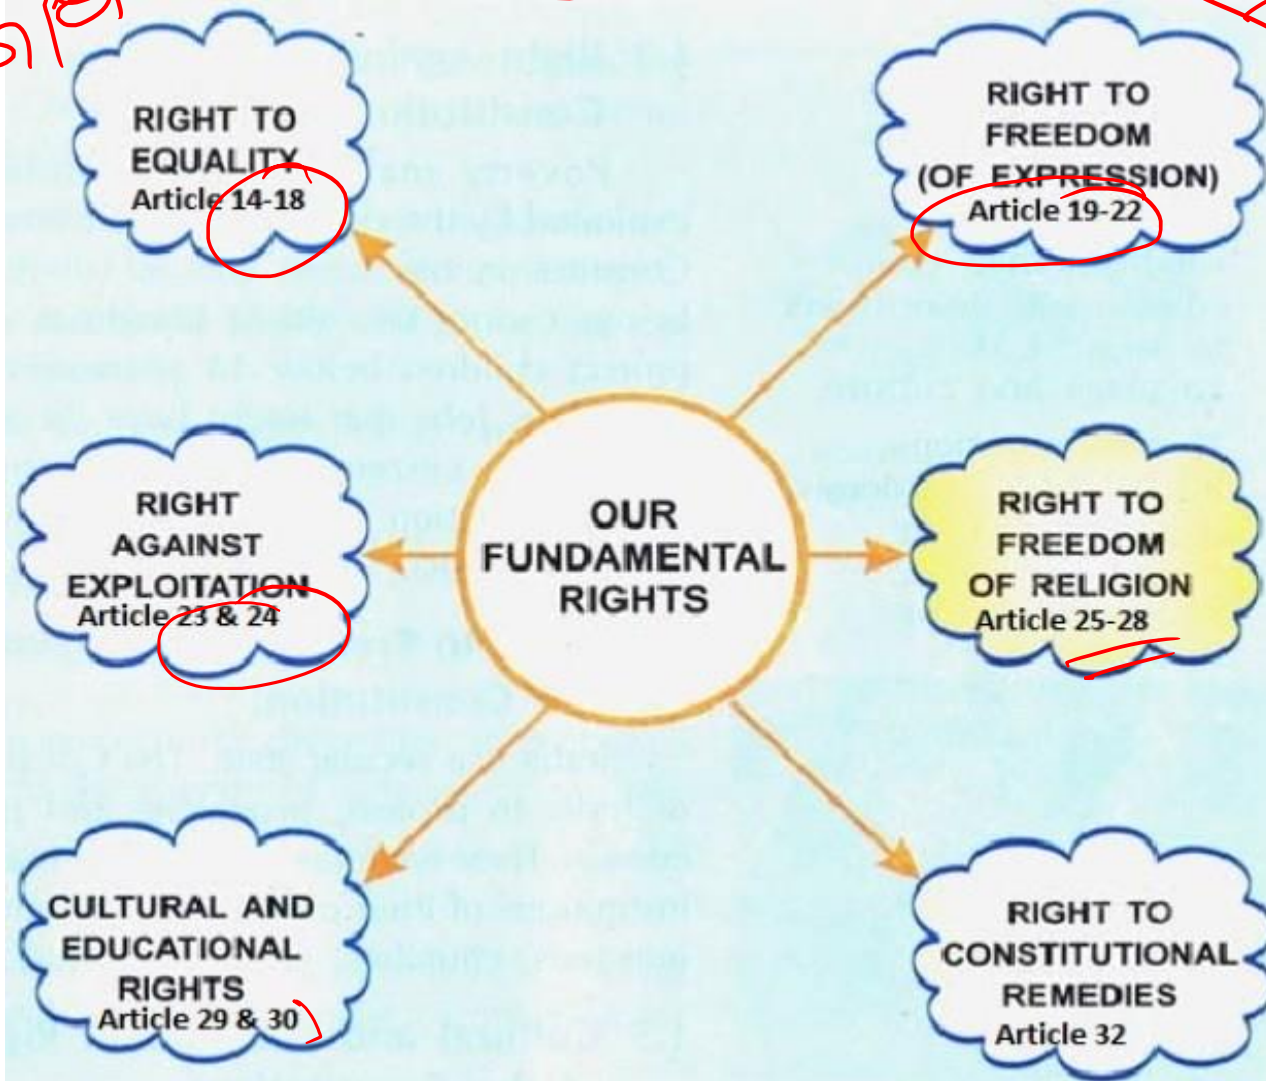 RIGHT TO
EQUALITY
Article 14-18
RIGHT TO
FREEDOM
(OF EXPRESSION)
Article 19-22
RIGHT
AGAINST
EXPLOITATION
Article 23 & 24
OUR
FUNDAMENTAL
RIGHTS
RIGHT TO
FREEDOM
OF RELIGION
Article 25-28
CULTURAL AND
EDUCATIONAL
RIGHTS
Article 29 & 30
RIGHT TO
CONSTITUTIONAL
REMEDIES
Article 32